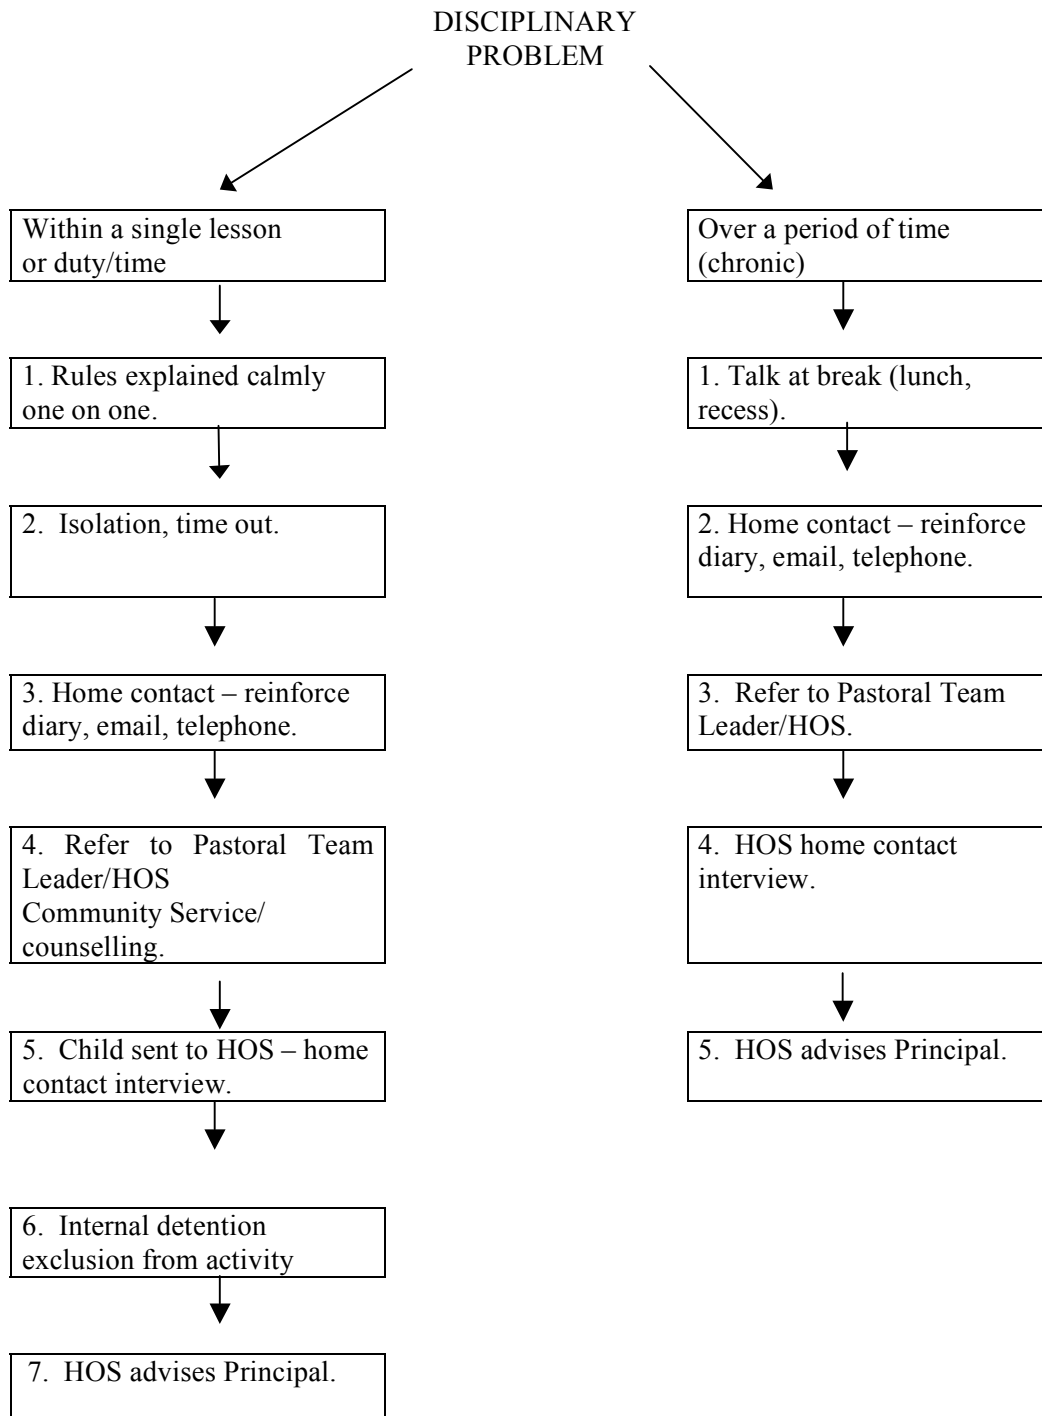 DISCIPLINARY
PROBLEM
Within a single lesson
or duty/time
1. Rules explained calmly
one on one.
2. Isolation, time out.
3. Home contact – reinforce
diary, email, telephone.
4. Refer to Pastoral Team
Leader/HOS
Community Service/
counselling.
5. Child sent to HOS – home
contact interview.
6. Internal detention
exclusion from activity
7. HOS advises Principal.
Over a period of time
(chronic)
1. Talk at break (lunch,
recess).
2. Home contact – reinforce
diary, email, telephone.
3. Refer to Pastoral Team
Leader/HOS.
4. HOS home contact
interview.
5. HOS advises Principal.